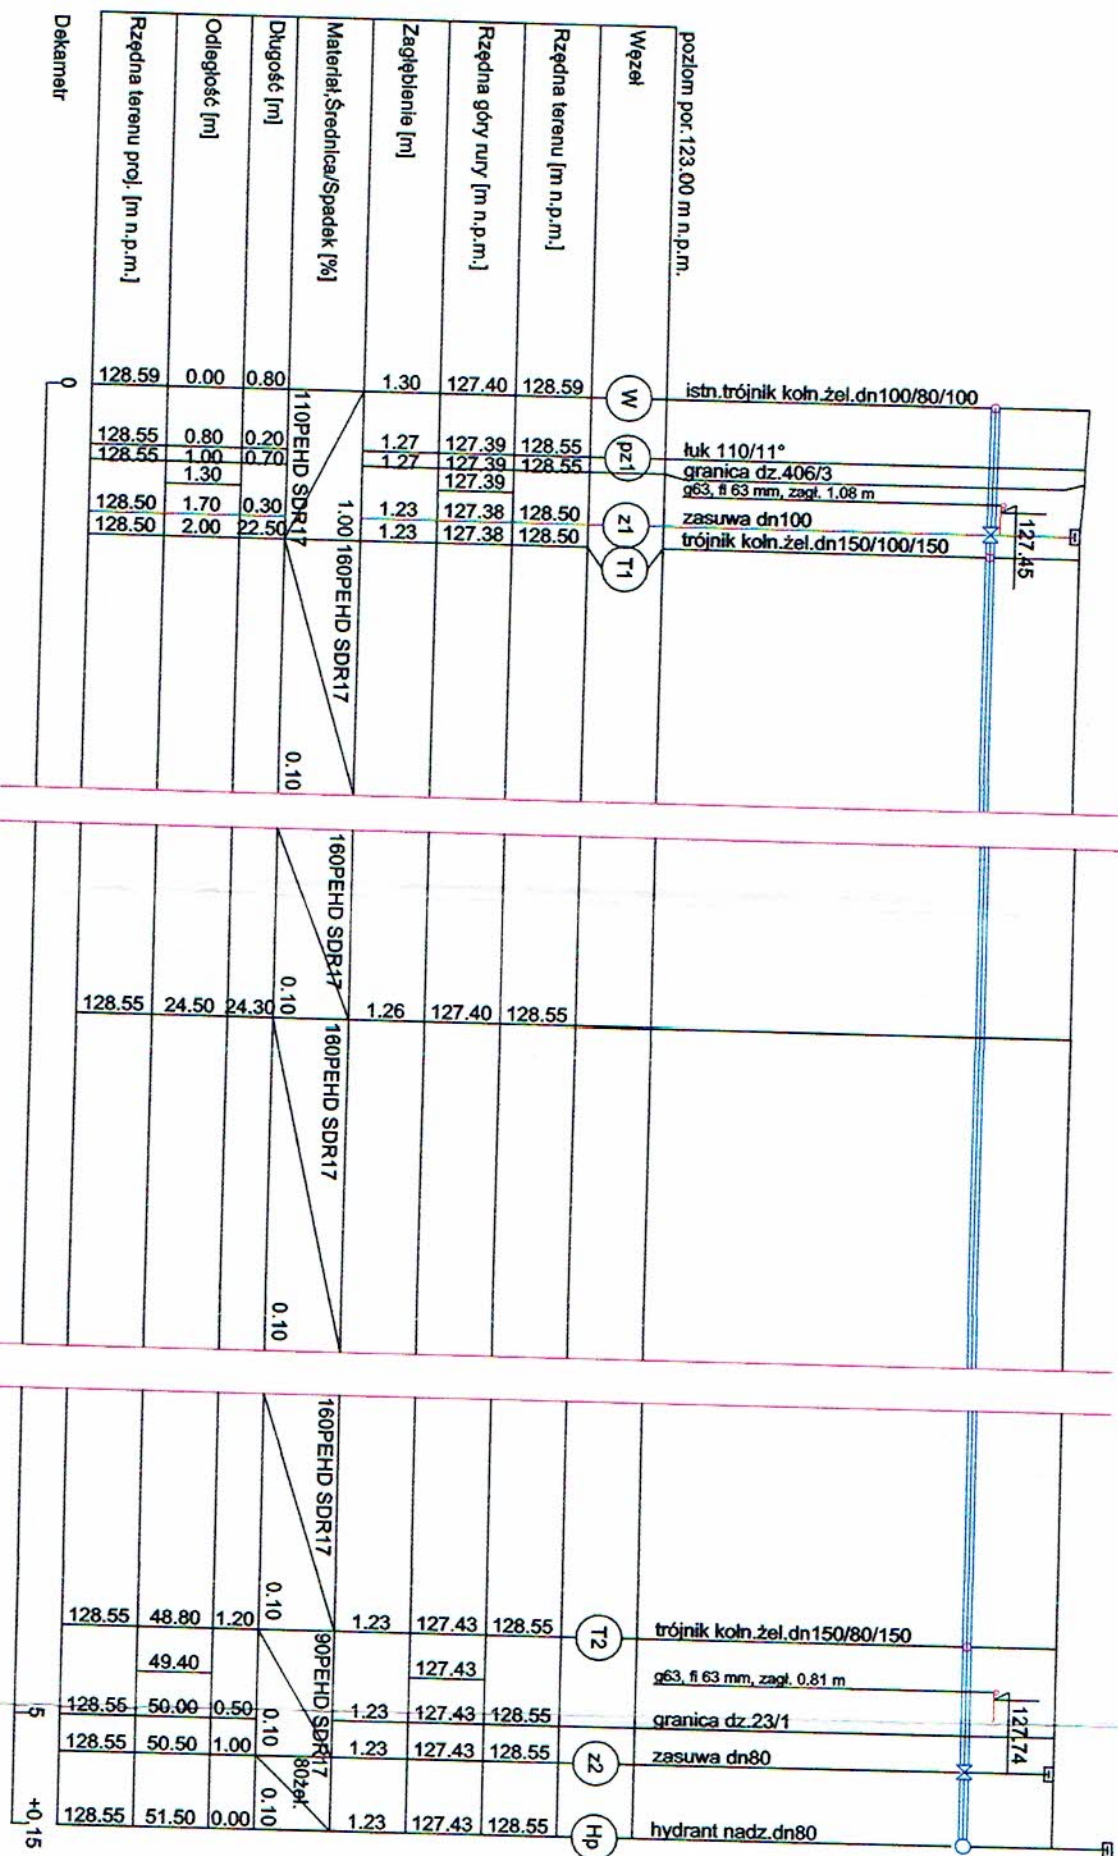 poziom por.123.00 m n.p.m.
Węzeł
W
pz1
z1
T1
T2
z2
Hp
istn.trójnik kołn.żel.dn100/80/100
łuk 110/11°
granica dz.406/3
g63, fi 63 mm, zagł. 1.08 m
127.45
zasuwa dn100
trójnik kołn.żel.dn150/100/150
trójnik kołn.żel.dn150/80/150
g63, fi 63 mm, zagł. 0.81 m
127.74
granica dz.23/1
zasuwa dn80
hydrant nadz.dn80
Rzędna terenu [m n.p.m.]
128.59 128.55 128.55 128.50 128.50 128.55 128.55 128.55 128.55 128.55
Rzędna góry rury [m n.p.m.]
127.40 127.39 127.39 127.39 127.38 127.38 127.40 127.43 127.43 127.43 127.43 127.43
Zagłębienie [m]
1.30 1.27 1.27 1.23 1.23 1.26 1.23 1.23 1.23 1.23
Materiał,Średnica/Spadek [%]
110PEHD SDR17 1.00 160PEHD SDR17 0.10 160PEHD SDR17 0.10 160PEHD SDR17 0.10 160PEHD SDR17 0.10 90PEHD SDR17 0.10 80żel. 0.10
Długość [m]
0.80 0.20 0.70 0.30 22.50 24.30 1.20 0.50 1.00 0.00
Odległość [m]
0.00 0.80 1.00 1.30 1.70 2.00 24.50 48.80 49.40 50.00 50.50 51.50
Rzędna terenu proj. [m n.p.m.]
128.59 128.55 128.55 128.50 128.50 128.55 128.55 128.55 128.55 128.55
Dekametr
0 5 +0,15